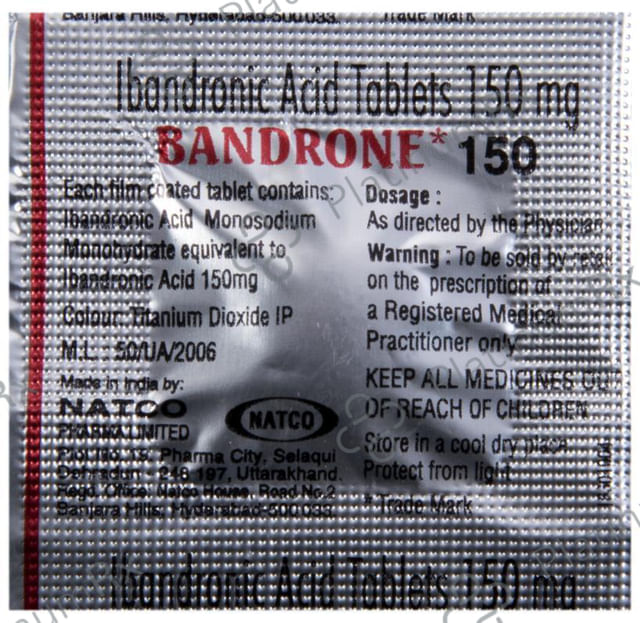 Banjara Hills, Hyderabad-500 033.
Trade Mark
Ibandronic Acid Tablets 150 mg
BANDRONE* 150
Each film coated tablet contains:
Ibandronic Acid Monosodium
Monohydrate equivalent to
Ibandronic Acid 150mg
Colour: Titanium Dioxide IP
M.L. : 50/UA/2006
Made in India by:
NATCO
PHARMA LIMITED
NATCO
Plot No. 19, Pharma City, Selaqui
Dehradun - 248 197, Uttarakhand.
Regd. Office: Natco House, Road No.2
Banjara Hills, Hyderabad-500 033.
Dosage :
As directed by the Physician
Warning : To be sold by retail
on the prescription of
a Registered Medical
Practitioner only
KEEP ALL MEDICINES OU
OF REACH OF CHILDREN
Store in a cool dry place
Protect from light
* Trade Mark
Ibandronic Acid Tablets 150 mg